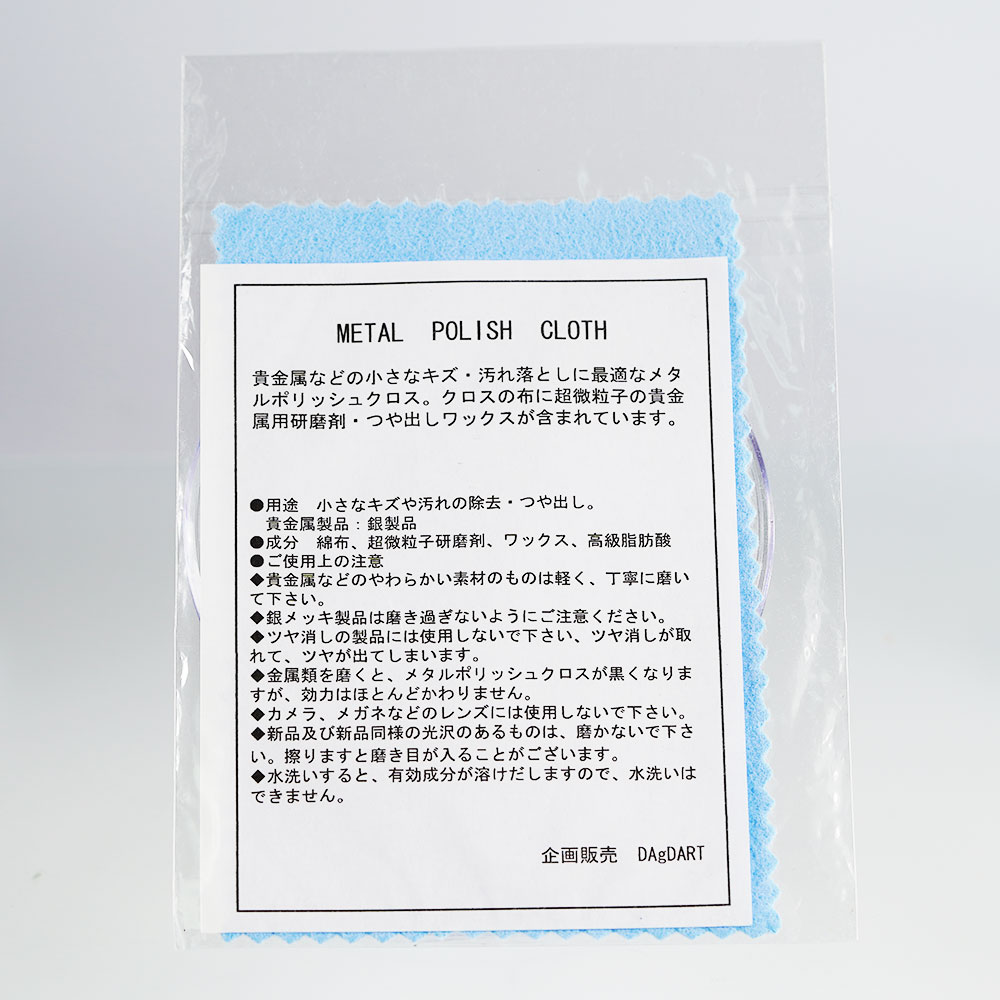 METAL POLISH CLOTH
貴金属などの小さなキズ・汚れ落としに最適なメタ
ルポリッシュクロス。クロスの布に超微粒子の貴金
属用研磨剤・つや出しワックスが含まれています。
●用途　小さなキズや汚れの除去・つや出し。
貴金属製品：銀製品
●成分　綿布、超微粒子研磨剤、ワックス、高級脂肪酸
●ご使用上の注意
◆貴金属などのやわらかい素材のものは軽く、丁寧に磨い
て下さい。
◆銀メッキ製品は磨き過ぎないようにご注意ください。
◆ツヤ消しの製品には使用しないで下さい、ツヤ消しが取
れて、ツヤが出てしまいます。
◆金属類を磨くと、メタルポリッシュクロスが黒くなりま
すが、効力はほとんどかわりません。
◆カメラ、メガネなどのレンズには使用しないで下さい。
◆新品及び新品同様の光沢のあるものは、磨かないで下さ
い。擦りますと磨き目が入ることがございます。
◆水洗いすると、有効成分が溶けだしますので、水洗いは
できません。
企画販売　DAgDART